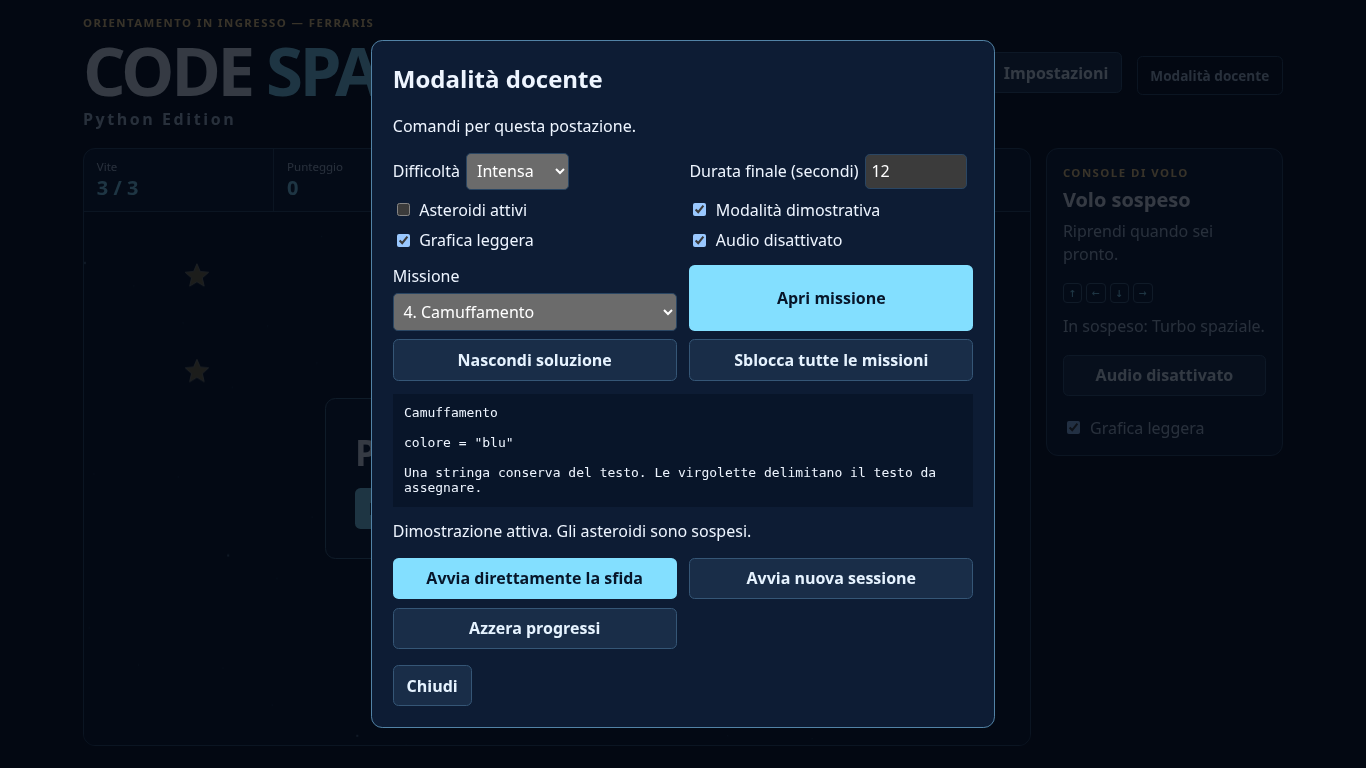 ORIENTAMENTO IN INGRESSO — FERRARIS
CODE SPA
Python Edition
Impostazioni
Modalità docente
Vite
3 / 3
Punteggio
0
Modalità docente
Comandi per questa postazione.
Difficoltà Intensa
Durata finale (secondi) 12
Asteroidi attivi
Modalità dimostrativa
Grafica leggera
Audio disattivato
Missione
4. Camuffamento
Apri missione
Nascondi soluzione
Sblocca tutte le missioni
Camuffamento
colore = "blu"
Una stringa conserva del testo. Le virgolette delimitano il testo da
assegnare.
Dimostrazione attiva. Gli asteroidi sono sospesi.
Avvia direttamente la sfida
Avvia nuova sessione
Azzera progressi
Chiudi
CONSOLE DI VOLO
Volo sospeso
Riprendi quando sei
pronto.
↑ ← ↓ →
In sospeso: Turbo spaziale.
Audio disattivato
Grafica leggera